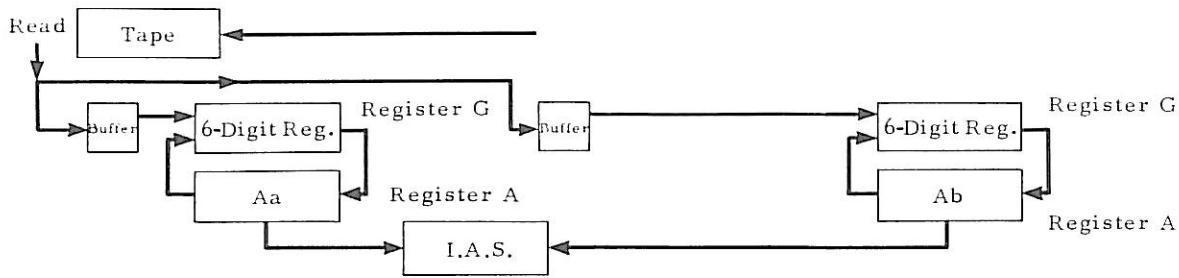 Read
Tape
Buffer
6-Digit Reg.
Register G
Buffer
6-Digit Reg.
Register G
Aa
Register A
Ab
Register A
I.A.S.